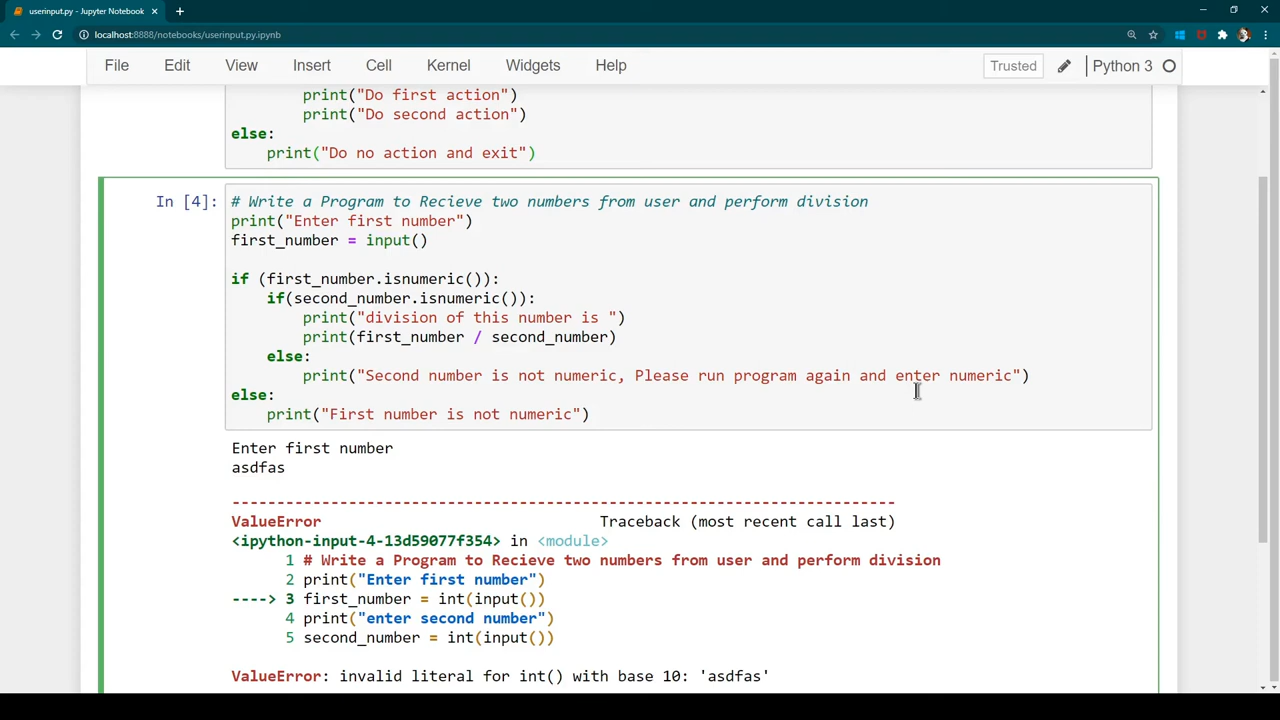 userinput.py - Jupyter Notebook
localhost:8888/notebooks/userinput.py.ipynb
File Edit View Insert Cell Kernel Widgets Help Trusted Python 3
print("Do first action")
print("Do second action")
else:
print("Do no action and exit")
In [4]:
# Write a Program to Recieve two numbers from user and perform division
print("Enter first number")
first_number = input()
if (first_number.isnumeric()):
if(second_number.isnumeric()):
print("division of this number is ")
print(first_number / second_number)
else:
print("Second number is not numeric, Please run program again and enter numeric")
else:
print("First number is not numeric")
Enter first number
asdfas
---------------------------------------------------------------------------
ValueError Traceback (most recent call last)
<ipython-input-4-13d59077f354> in <module>
1 # Write a Program to Recieve two numbers from user and perform division
2 print("Enter first number")
----> 3 first_number = int(input())
4 print("enter second number")
5 second_number = int(input())
ValueError: invalid literal for int() with base 10: 'asdfas'